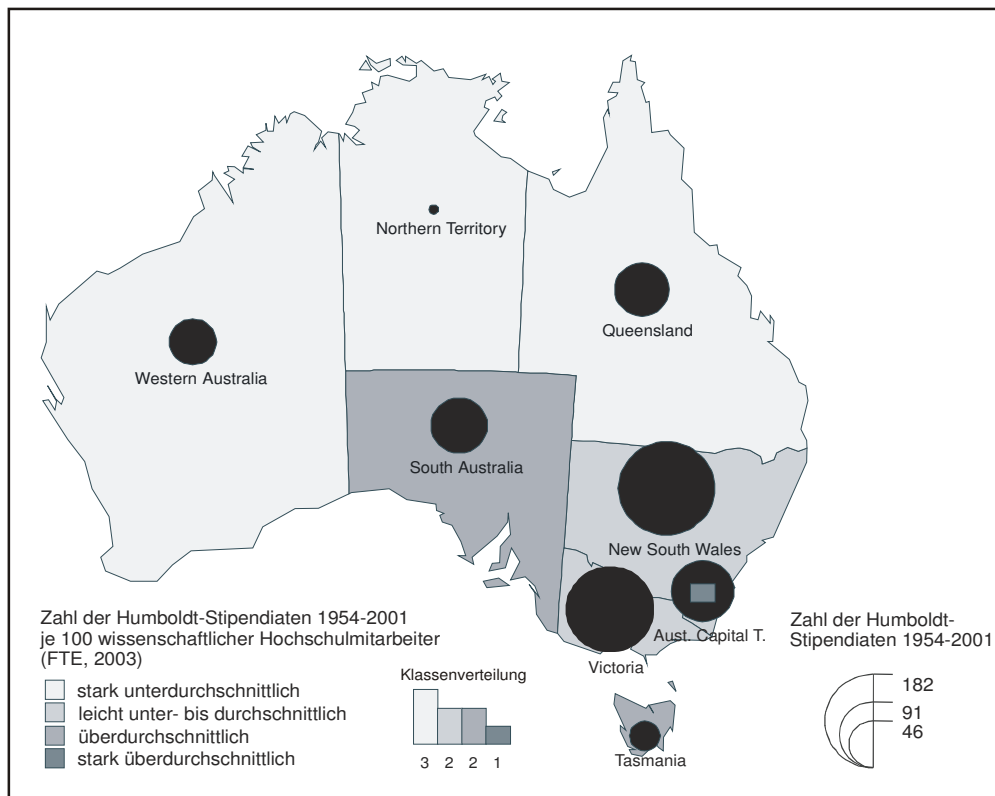 Northern Territory
Queensland
Western Australia
South Australia
New South Wales
Aust. Capital T.
Victoria
Tasmania
Zahl der Humboldt-Stipendiaten 1954-2001
je 100 wissenschaftlicher Hochschulmitarbeiter
(FTE, 2003)
stark unterdurchschnittlich
leicht unter- bis durchschnittlich
überdurchschnittlich
stark überdurchschnittlich
Klassenverteilung
3 2 2 1
Zahl der Humboldt-
Stipendiaten 1954-2001
182
91
46